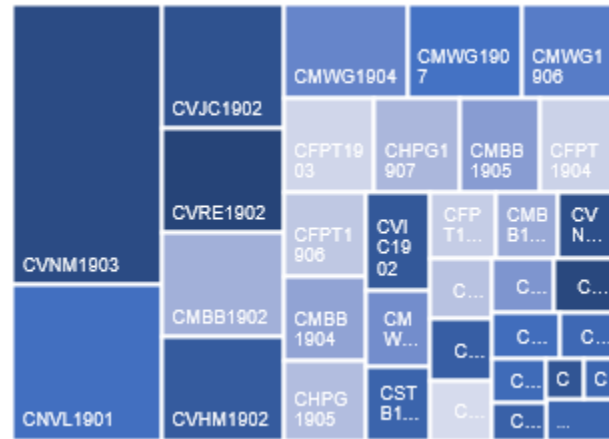 CVNM1903
CNVL1901
CVJC1902
CVRE1902
CMBB1902
CVHM1902
CMWG1904
CMWG190
7
CMWG1
906
CFPT19
03
CHPG1
907
CMBB
1905
CFPT
1904
CFPT1
906
CMBB
1904
CHPG
1905
CVI
C19
02
CM
W...
CST
B1...
CFP
T1...
CMB
B1...
CV
N...
C...
C...
C...
C...
C...
C...
C...
C...
C
C
C...
...